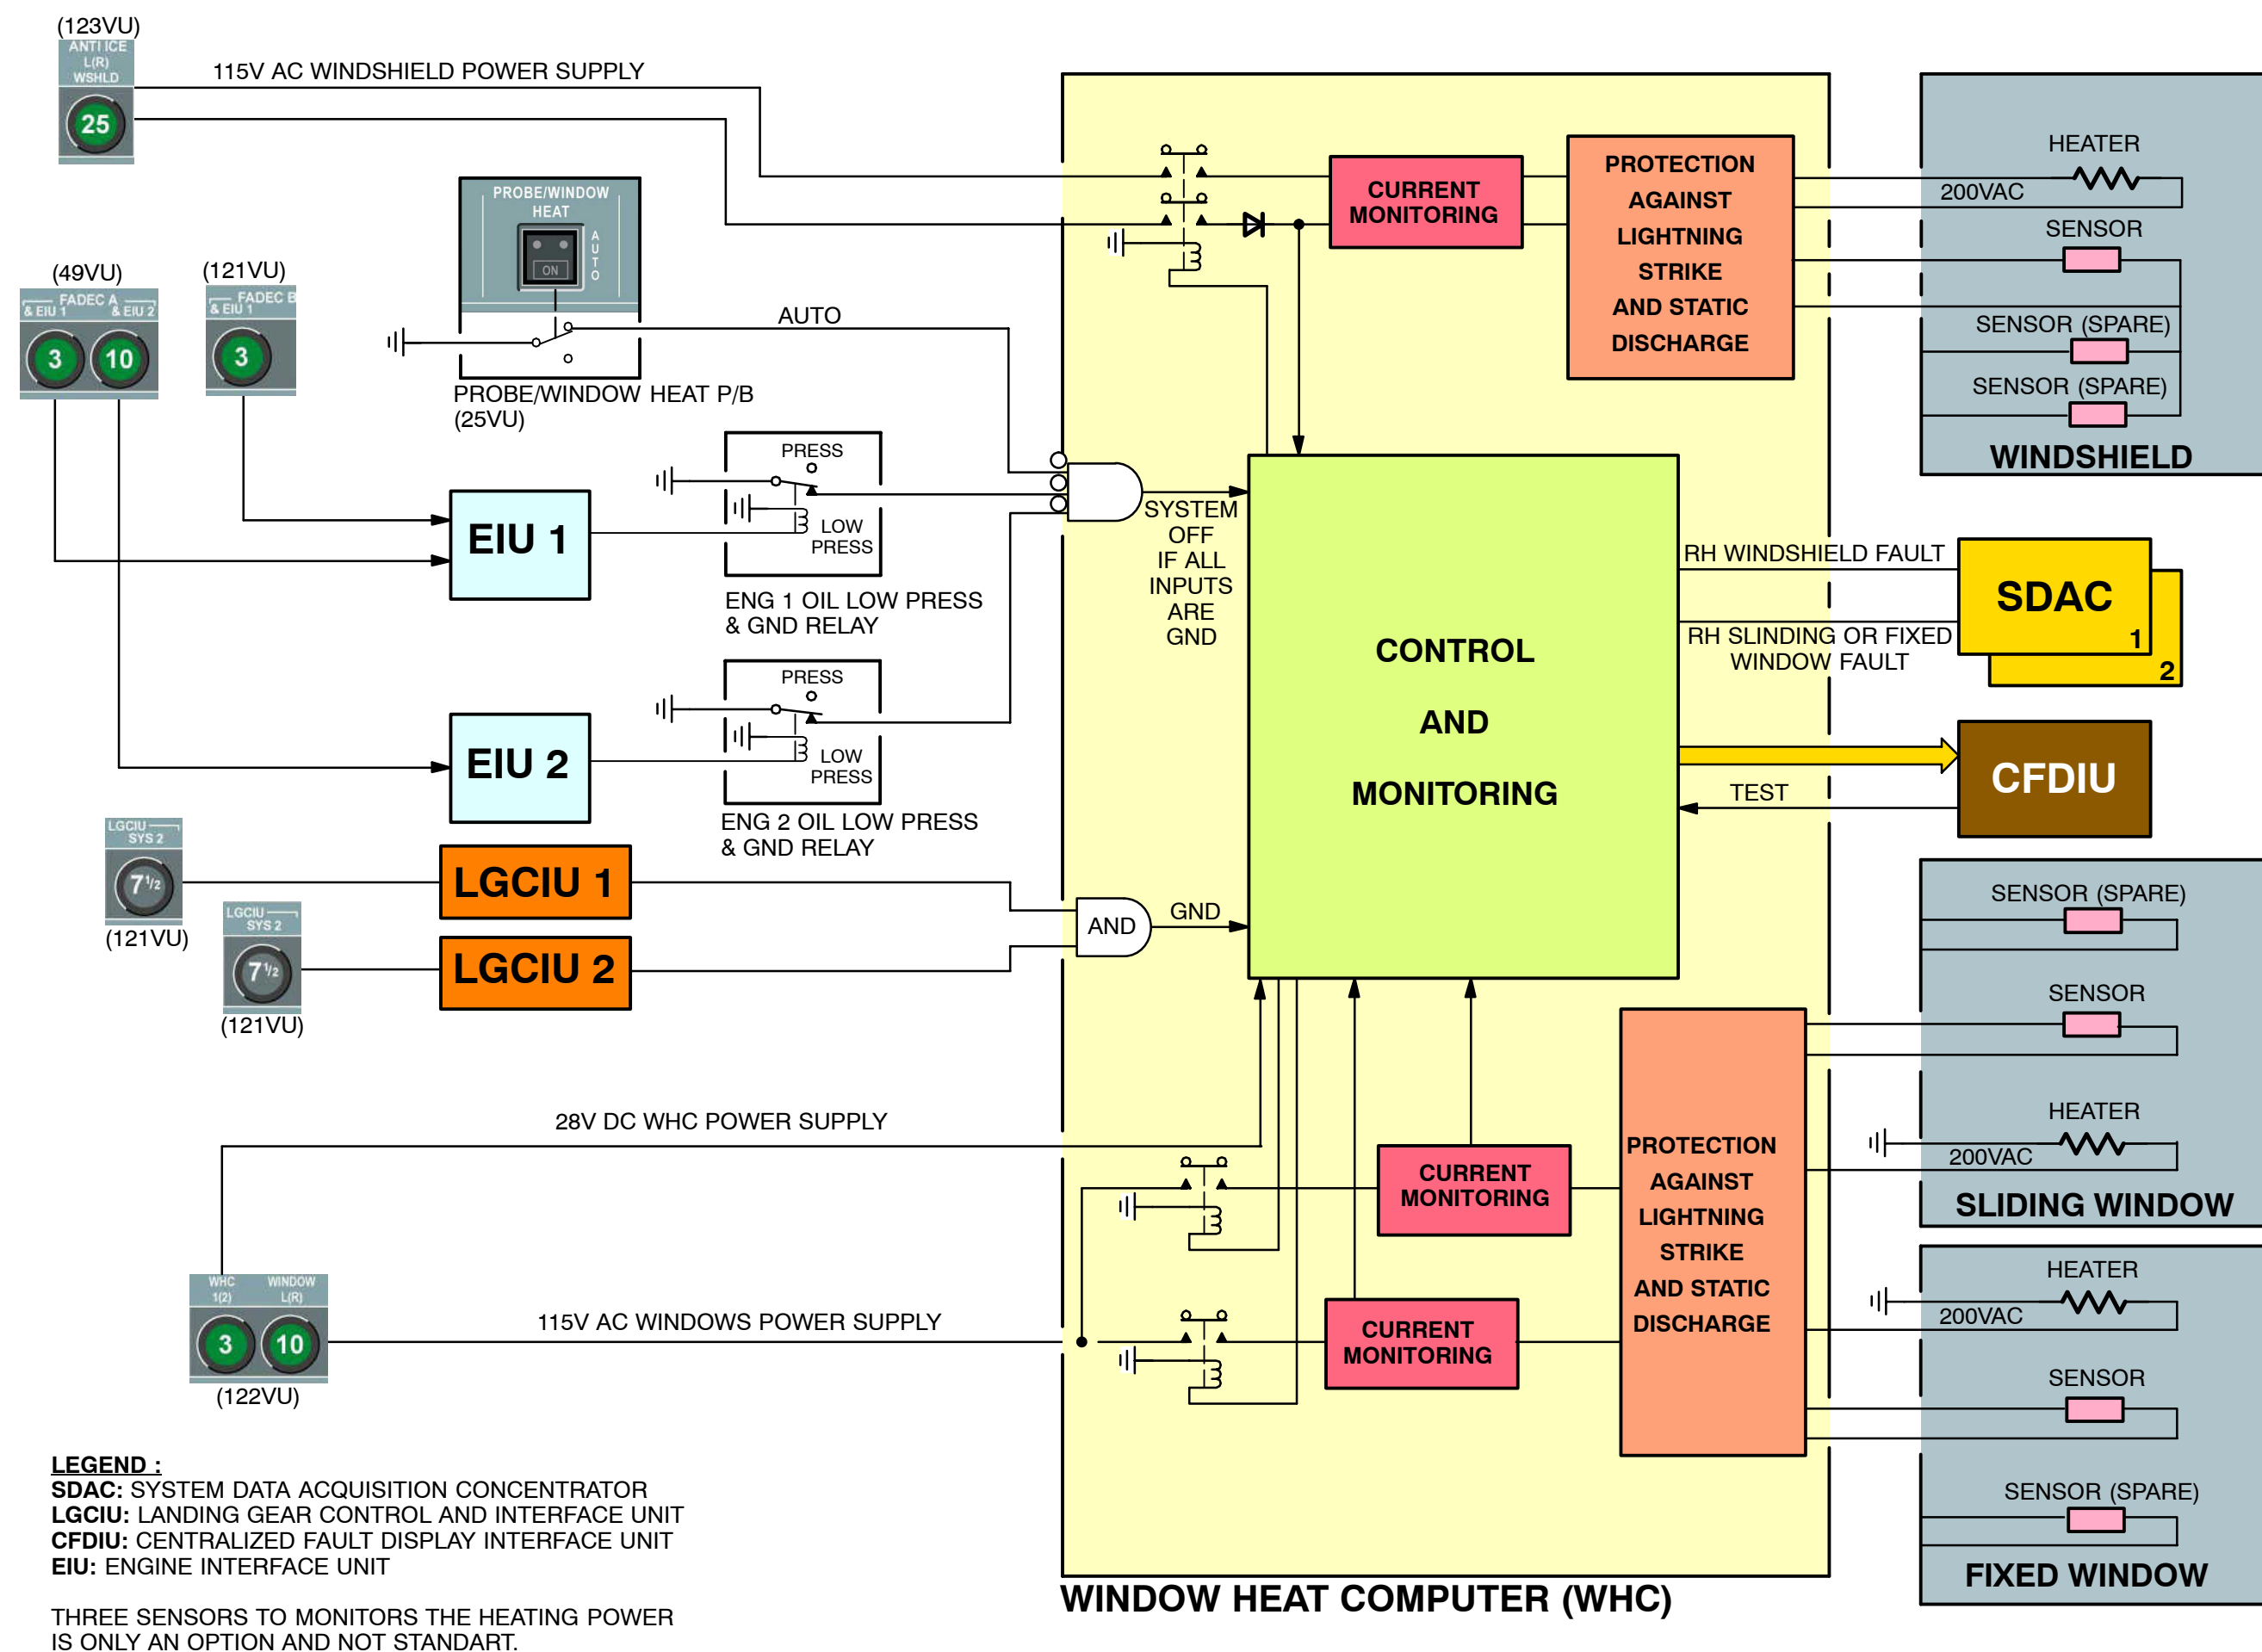 (123VU)
ANTI ICE
L(R)
WSHLD
25
115V AC WINDSHIELD POWER SUPPLY
PROBE/WINDOW
HEAT
ON
A
U
T
O
PROBE/WINDOW HEAT P/B
(25VU)
AUTO
(49VU)
FADEC A
& EIU 1
& EIU 2
3
10
(121VU)
FADEC B
& EIU 1
3
EIU 1
PRESS
LOW
PRESS
ENG 1 OIL LOW PRESS
& GND RELAY
EIU 2
PRESS
LOW
PRESS
ENG 2 OIL LOW PRESS
& GND RELAY
LGCIU
SYS 2
7 1/2
(121VU)
LGCIU 1
LGCIU
SYS 2
7 1/2
(121VU)
LGCIU 2
28V DC WHC POWER SUPPLY
WHC
1(2)
WINDOW
L(R)
3
10
(122VU)
115V AC WINDOWS POWER SUPPLY
CURRENT
MONITORING
PROTECTION
AGAINST
LIGHTNING
STRIKE
AND STATIC
DISCHARGE
SYSTEM
OFF
IF ALL
INPUTS
ARE
GND
AND
GND
CONTROL
AND
MONITORING
CURRENT
MONITORING
CURRENT
MONITORING
PROTECTION
AGAINST
LIGHTNING
STRIKE
AND STATIC
DISCHARGE
WINDOW HEAT COMPUTER (WHC)
HEATER
200VAC
SENSOR
SENSOR (SPARE)
SENSOR (SPARE)
WINDSHIELD
RH WINDSHIELD FAULT
RH SLINDING OR FIXED
WINDOW FAULT
SDAC
1
2
CFDIU
TEST
SENSOR (SPARE)
SENSOR
HEATER
200VAC
SLIDING WINDOW
HEATER
200VAC
SENSOR
SENSOR (SPARE)
FIXED WINDOW
LEGEND :
SDAC: SYSTEM DATA ACQUISITION CONCENTRATOR
LGCIU: LANDING GEAR CONTROL AND INTERFACE UNIT
CFDIU: CENTRALIZED FAULT DISPLAY INTERFACE UNIT
EIU: ENGINE INTERFACE UNIT
THREE SENSORS TO MONITORS THE HEATING POWER
IS ONLY AN OPTION AND NOT STANDART.